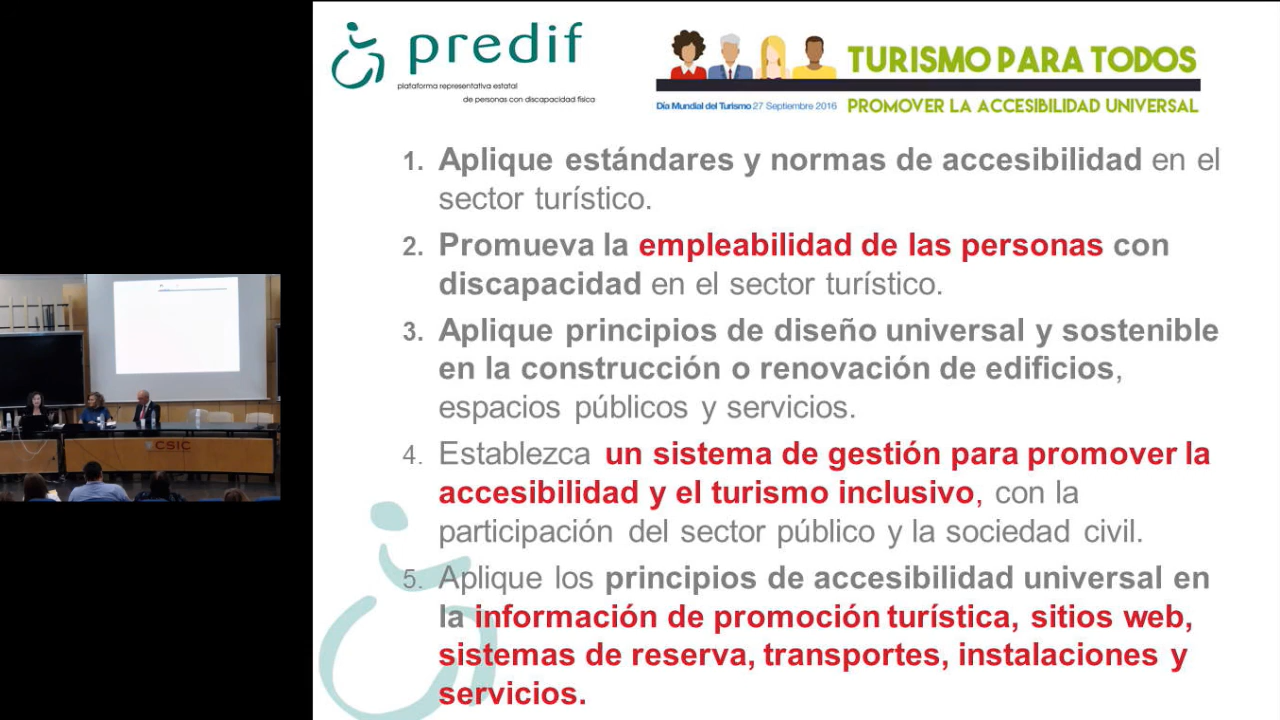 predif
plataforma representativa estatal
de personas con discapacidad física
TURISMO PARA TODOS
Día Mundial del Turismo 27 Septiembre 2016
PROMOVER LA ACCESIBILIDAD UNIVERSAL
1. Aplique estándares y normas de accesibilidad en el
sector turístico.
2. Promueva la empleabilidad de las personas con
discapacidad en el sector turístico.
3. Aplique principios de diseño universal y sostenible
en la construcción o renovación de edificios,
espacios públicos y servicios.
4. Establezca un sistema de gestión para promover la
accesibilidad y el turismo inclusivo, con la
participación del sector público y la sociedad civil.
5. Aplique los principios de accesibilidad universal en
la información de promoción turística, sitios web,
sistemas de reserva, transportes, instalaciones y
servicios.
CSIC